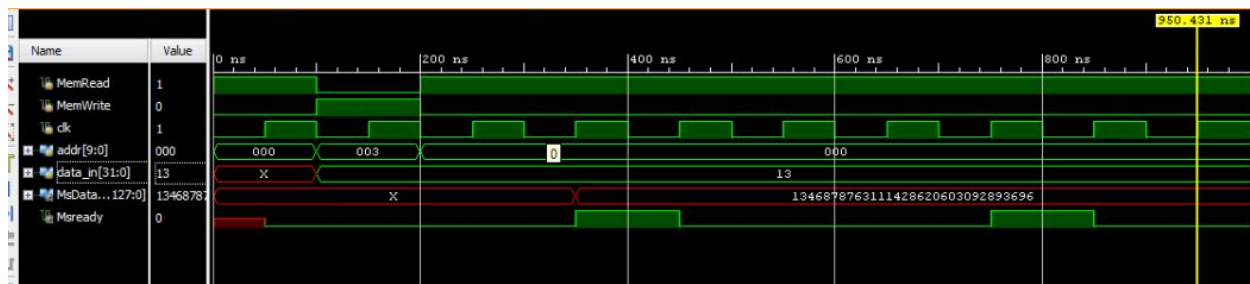 950.431 ns
Name Value
0 ns 200 ns 400 ns 600 ns 800 ns
MemRead 1
MemWrite 0
clk 1
addr[9:0] 000 000 003 0 000
data_in[31:0] 13 X 13
MsData...127:0] 13468787 X 134687876311142862060309289369​6
Msready 0